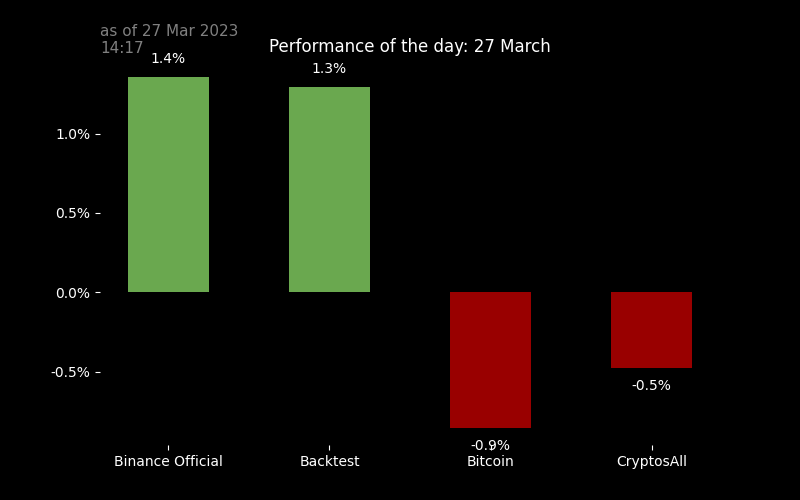 as of 27 Mar 2023
14:17
Performance of the day: 27 March
1.4%
1.3%
1.0%
0.5%
0.0%
-0.5%
-0.5%
-0.9%
Binance Official
Backtest
Bitcoin
CryptosAll